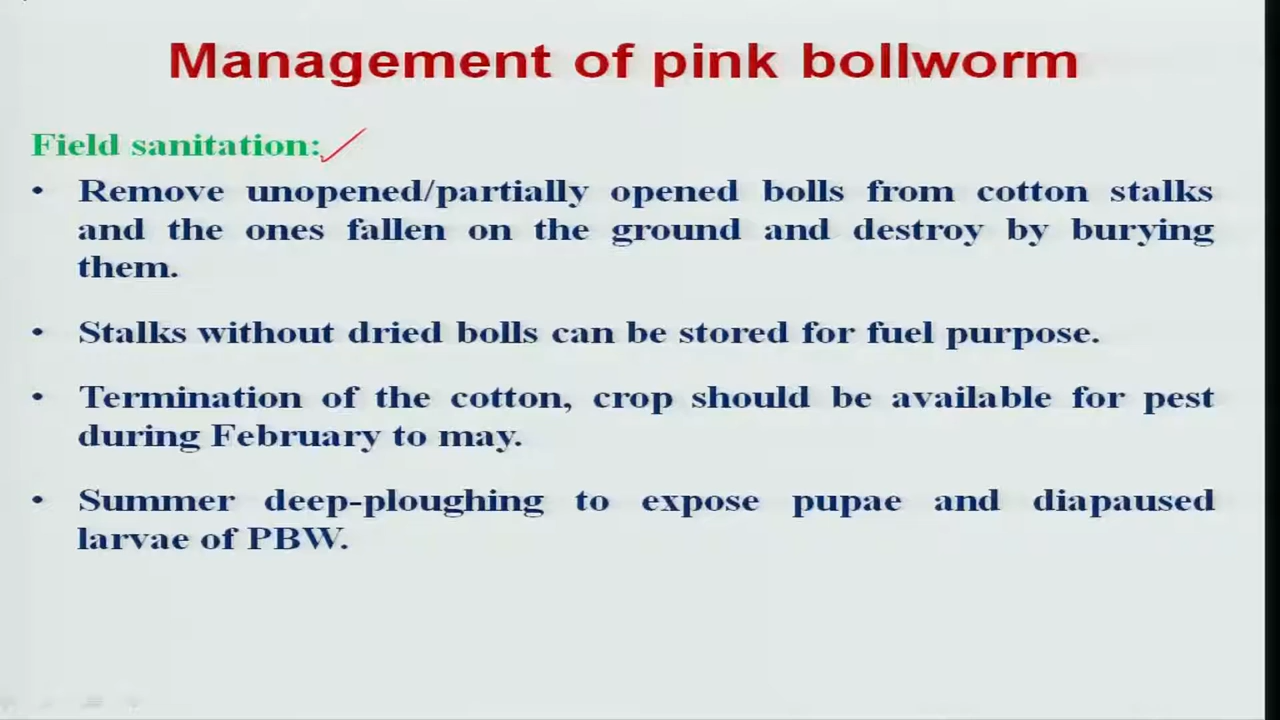 Management of pink bollworm
Field sanitation:
• Remove unopened/partially opened bolls from cotton stalks
and the ones fallen on the ground and destroy by burying
them.
• Stalks without dried bolls can be stored for fuel purpose.
• Termination of the cotton, crop should be available for pest
during February to may.
• Summer deep-ploughing to expose pupae and diapaused
larvae of PBW.